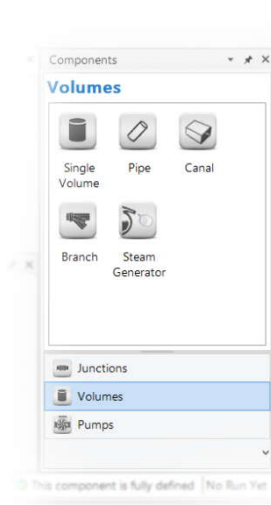 Components
Volumes
Single Volume
Pipe
Canal
Branch
Steam Generator
Junctions
Volumes
Pumps
This component is fully defined
No Run Yet